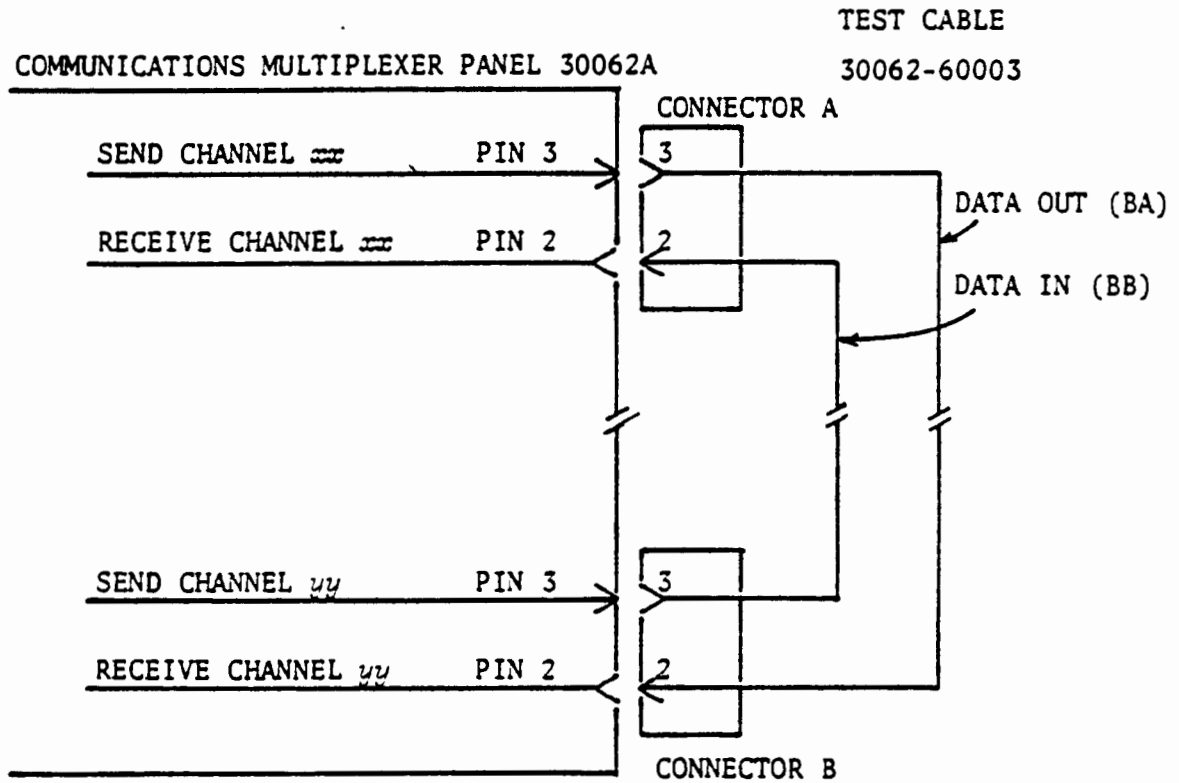 TEST CABLE
30062-60003
COMMUNICATIONS MULTIPLEXER PANEL 30062A
CONNECTOR A
SEND CHANNEL xx PIN 3 3
RECEIVE CHANNEL xx PIN 2 2
DATA OUT (BA)
DATA IN (BB)
SEND CHANNEL yy PIN 3 3
RECEIVE CHANNEL yy PIN 2 2
CONNECTOR B